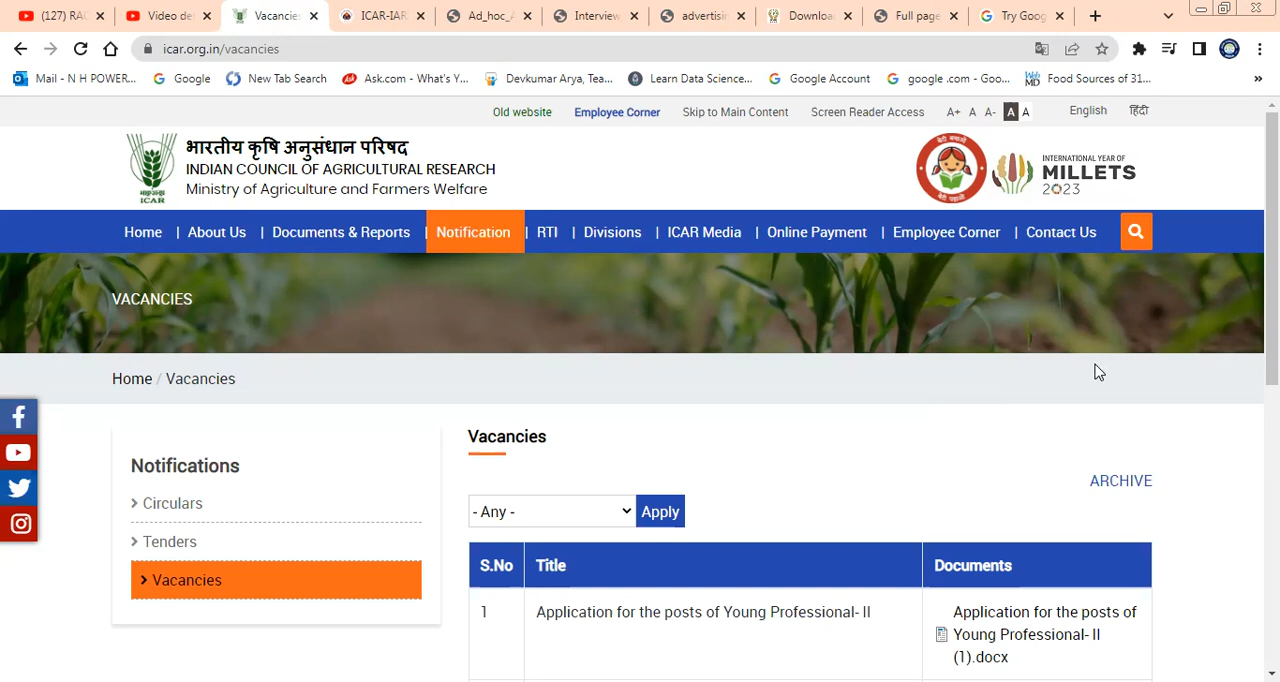 (127) RAC
Video de:
Vacancies
ICAR-IAR
Ad_hoc_
Interview
advertisin
Downloa
Full page
Try Goog
icar.org.in/vacancies
Mail - N H POWER...
Google
New Tab Search
Ask.com - What's Y...
Devkumar Arya, Tea...
Learn Data Science...
Google Account
google .com - Goo...
Food Sources of 31...
»
Old website
Employee Corner
Skip to Main Content
Screen Reader Access
A+ A A- A A
English
हिंदी
भारतीय कृषि अनुसंधान परिषद
INDIAN COUNCIL OF AGRICULTURAL RESEARCH
Ministry of Agriculture and Farmers Welfare
ICAR
INTERNATIONAL YEAR OF
MILLETS
2023
Home | About Us | Documents & Reports | Notification | RTI | Divisions | ICAR Media | Online Payment | Employee Corner | Contact Us
VACANCIES
Home / Vacancies
Notifications
Circulars
Tenders
Vacancies
Vacancies
ARCHIVE
- Any -
Apply
S.No Title Documents
1 Application for the posts of Young Professional- II
Application for the posts of
Young Professional- II
(1).docx